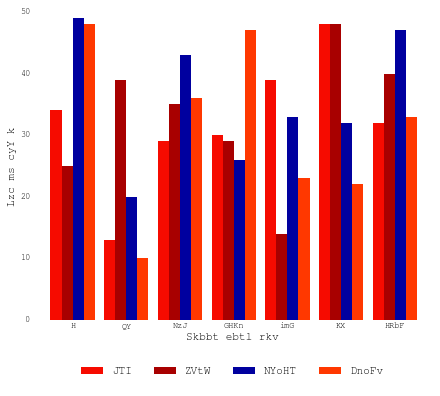 50
40
30
20
10
0
Lzc ms cyY k
H QY NzJ GHKn imG KX HRbF
Skbbt ebtl rkv
JTI ZVtW NYoHT DnoFv